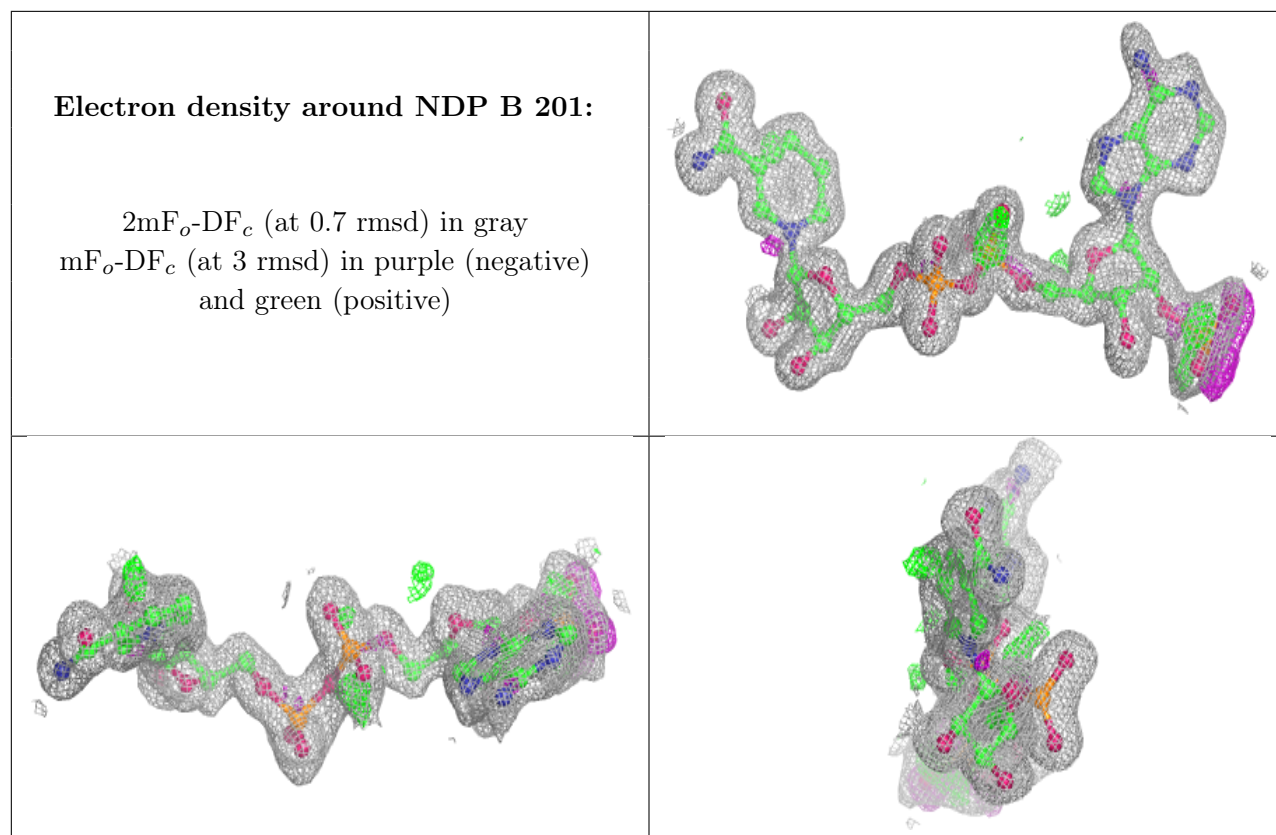 Electron density around NDP B 201:
2mFₒ-DF𝒸 (at 0.7 rmsd) in gray
mFₒ-DF𝒸 (at 3 rmsd) in purple (negative)
and green (positive)